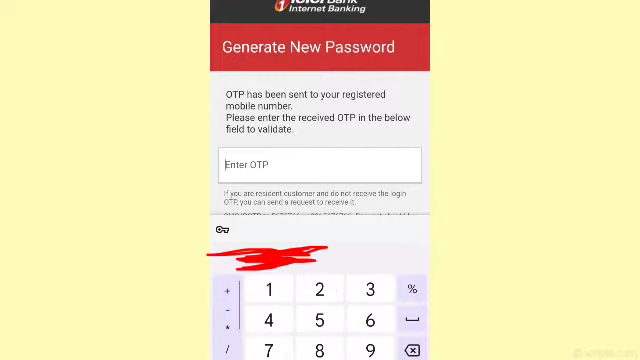 Internet Banking
Generate New Password
OTP has been sent to your registered
mobile number.
Please enter the received OTP in the below
field to validate.
Enter OTP
If you are resident customer and do not receive the login
OTP, you can send a request to receive it.
+ 1 2 3 %
- 4 5 6
*
/ 7 8 9